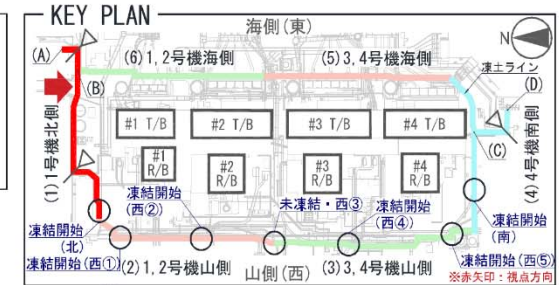 KEY PLAN
海側(東)
N
(A)
(6)1,2号機海側
(5)3,4号機海側
凍土ライン
(D)
(B)
(1)1号機北側
#1 T/B
#2 T/B
#3 T/B
#4 T/B
(C)
(4)4号機南側
#1
R/B
#2
R/B
#3
R/B
#4
R/B
凍結開始
(西②)
未凍結・西③
凍結開始
(西④)
凍結開始
(南)
凍結開始
(北)
凍結開始(西①)
(2)1,2号機山側
山側(西)
(3)3,4号機山側
凍結開始(西⑤)
※赤矢印:視点方向